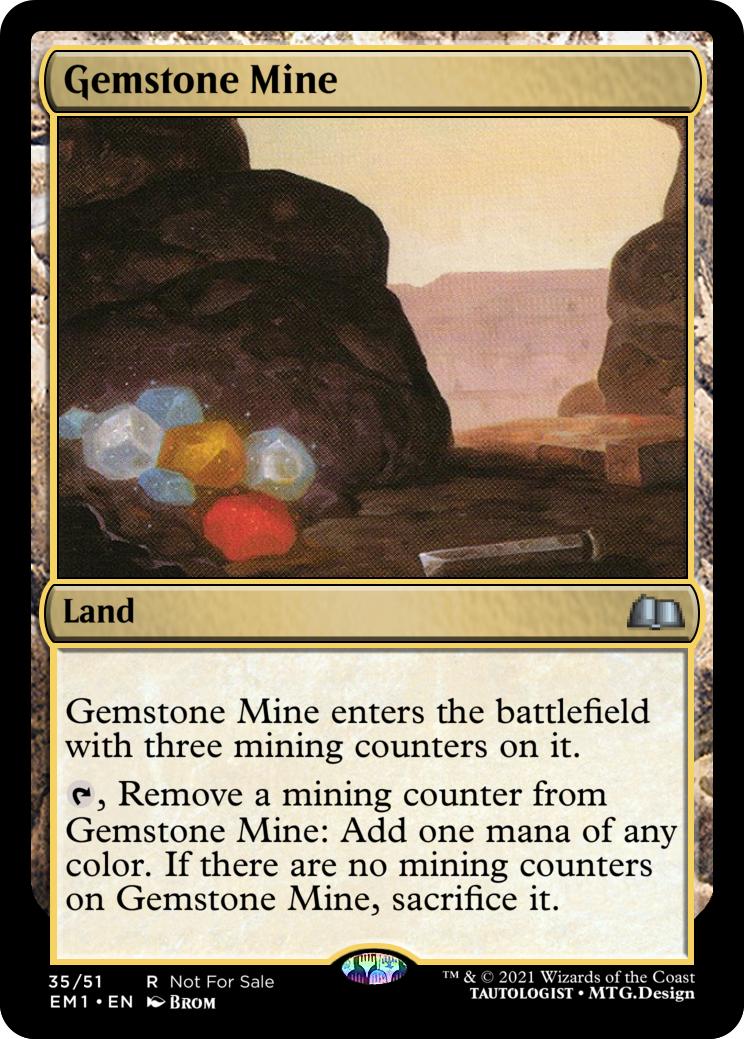 Gemstone Mine
Land
Gemstone Mine enters the battlefield
with three mining counters on it.
, Remove a mining counter from
Gemstone Mine: Add one mana of any
color. If there are no mining counters
on Gemstone Mine, sacrifice it.
35/51 R Not For Sale
EM1 • EN Brom
™ & © 2021 Wizards of the Coast
TAUTOLOGIST • MTG.Design